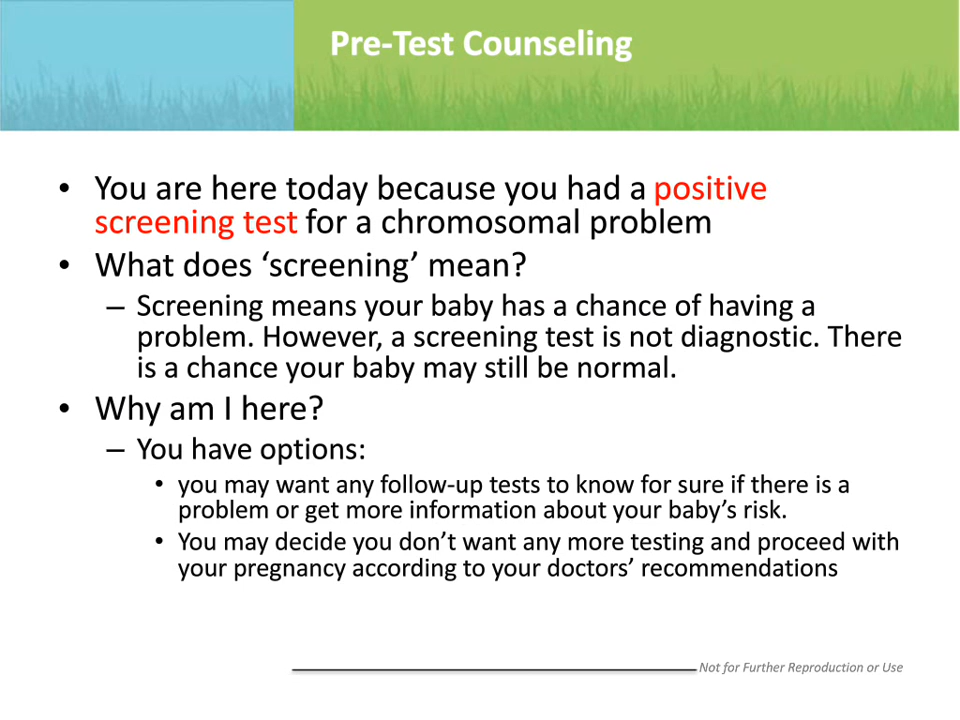 Pre-Test Counseling
• You are here today because you had a positive
screening test for a chromosomal problem
• What does ‘screening’ mean?
– Screening means your baby has a chance of having a
problem. However, a screening test is not diagnostic. There
is a chance your baby may still be normal.
• Why am I here?
– You have options:
• you may want any follow-up tests to know for sure if there is a
problem or get more information about your baby’s risk.
• You may decide you don’t want any more testing and proceed with
your pregnancy according to your doctors’ recommendations
Not for Further Reproduction or Use